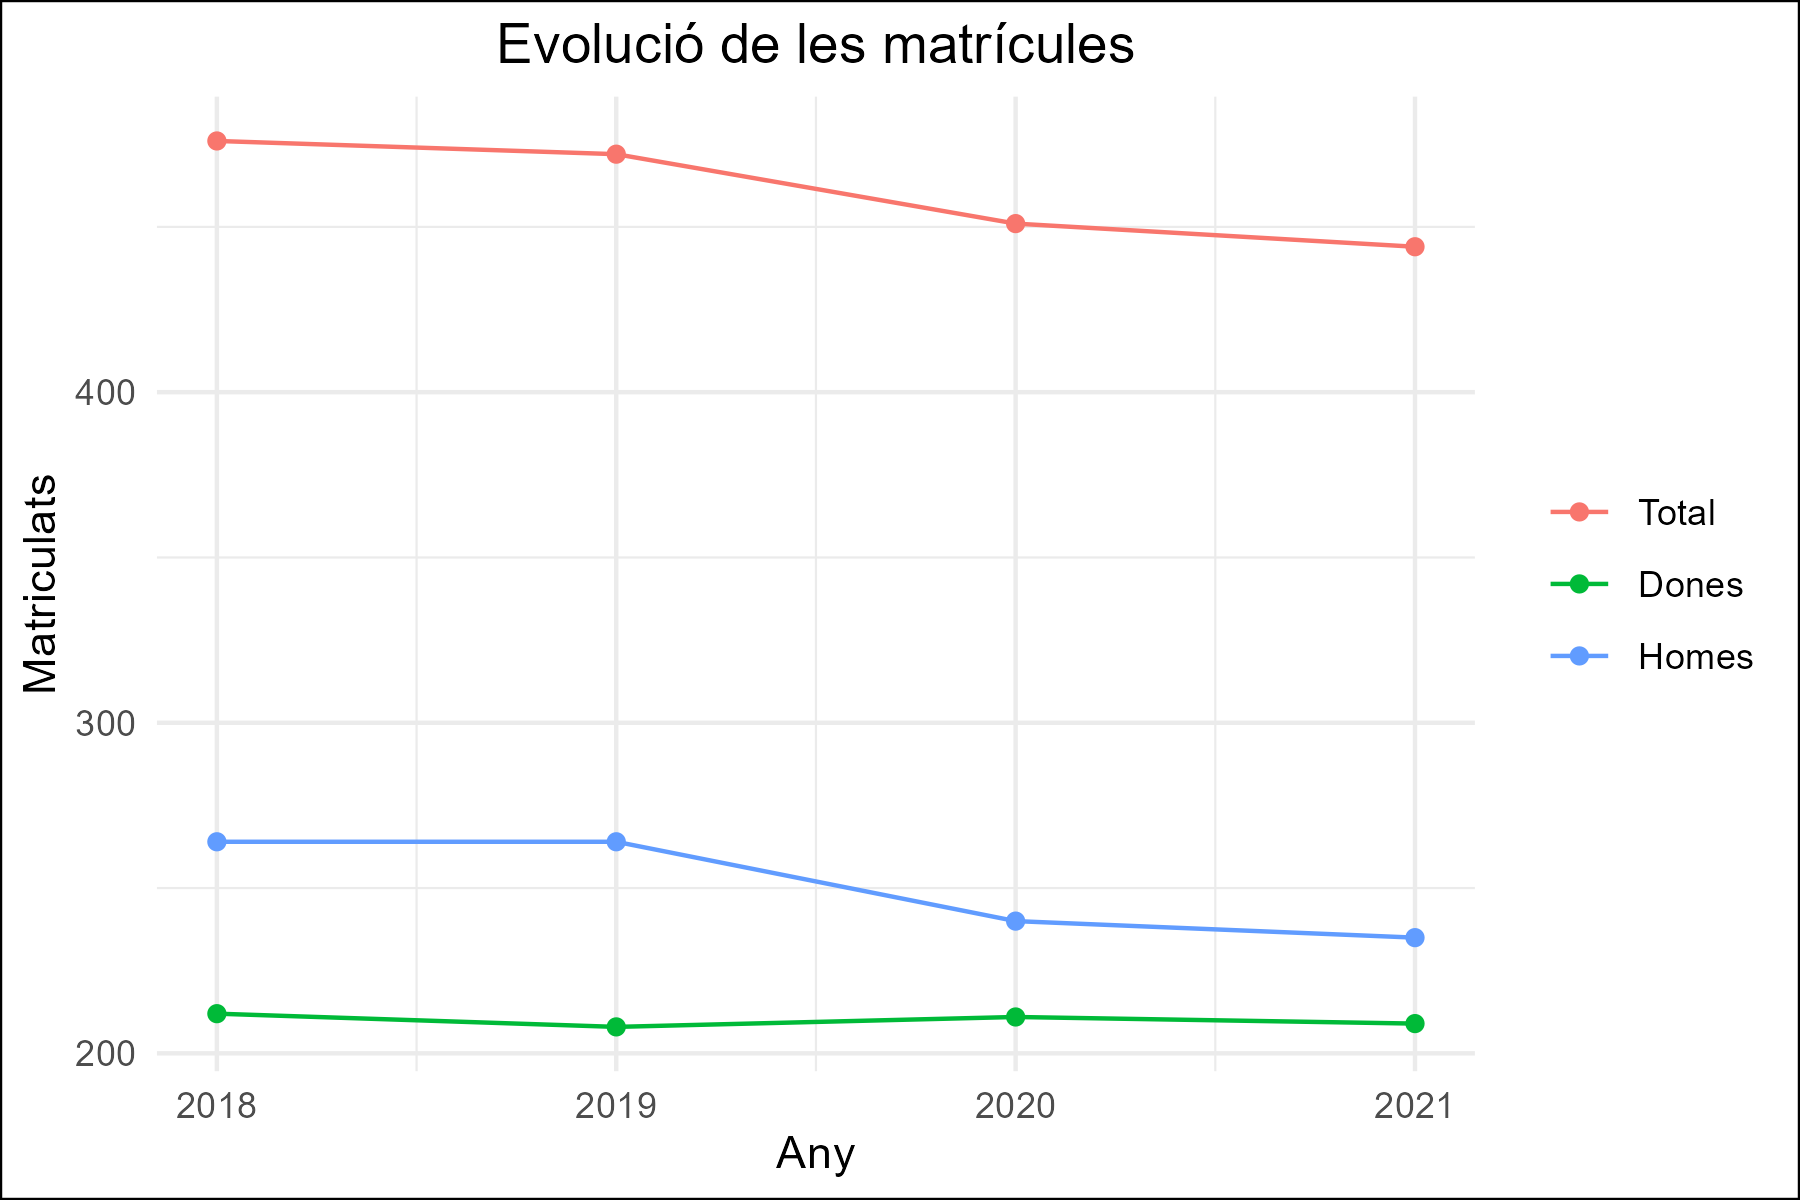 Evolució de les matrícules
Matriculats
400
300
200
2018 2019 2020 2021
Any
Total
Dones
Homes